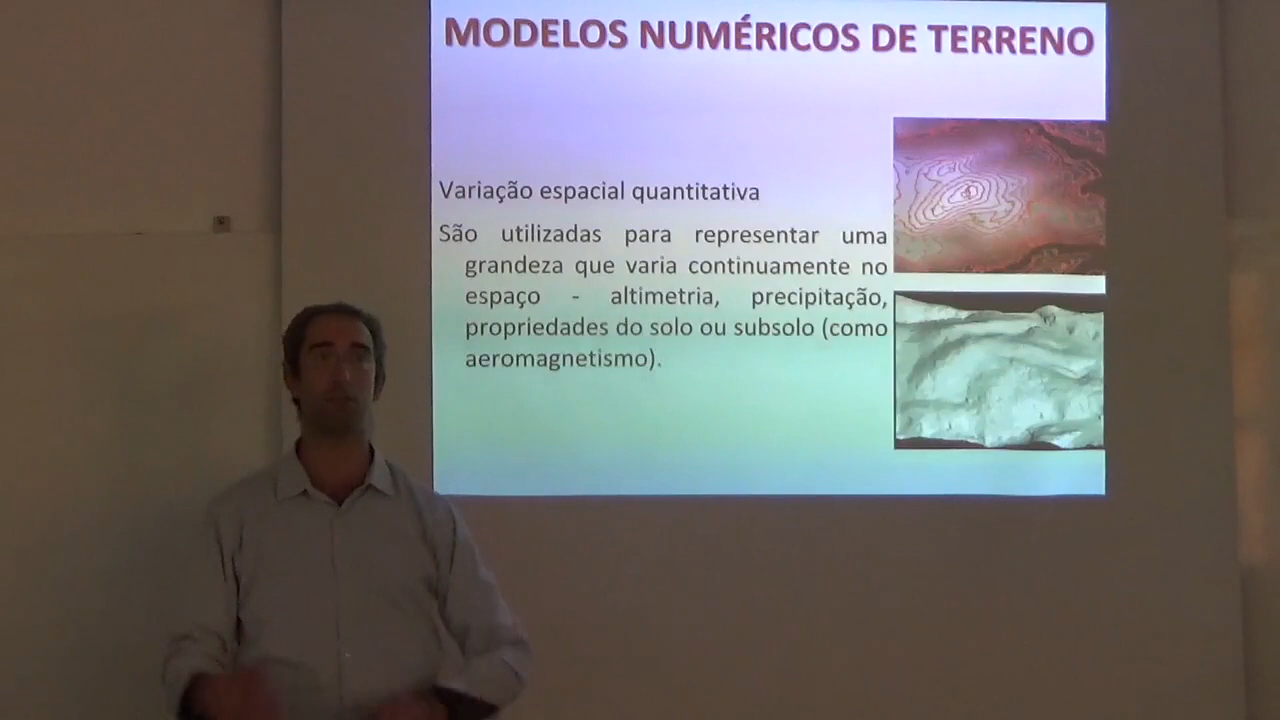 MODELOS NUMÉRICOS DE TERRENO
Variação espacial quantitativa
São utilizadas para representar uma
grandeza que varia continuamente no
espaço - altimetria, precipitação,
propriedades do solo ou subsolo (como
aeromagnetismo).